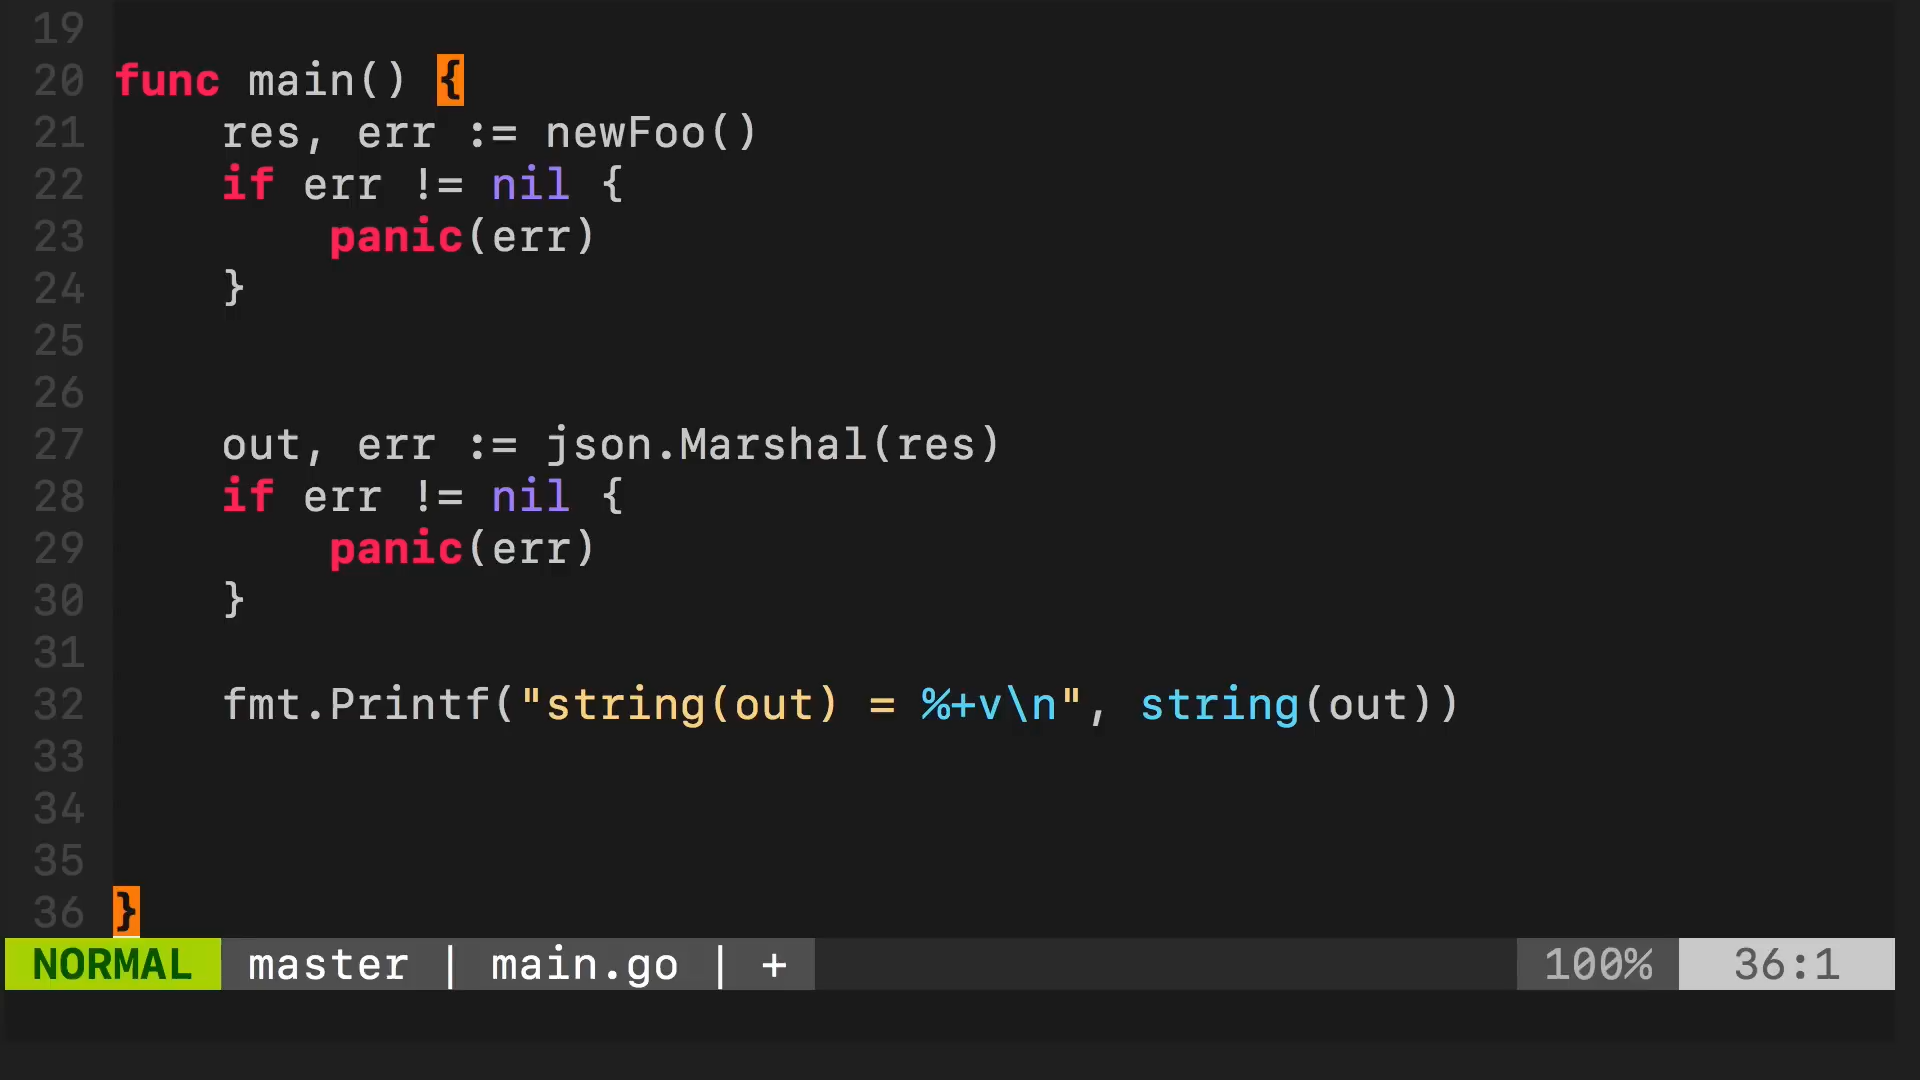 19
20 func main() {
21     res, err := newFoo()
22     if err != nil {
23         panic(err)
24     }
25
26
27     out, err := json.Marshal(res)
28     if err != nil {
29         panic(err)
30     }
31
32     fmt.Printf("string(out) = %+v\n", string(out))
33
34
35
36 }
NORMAL master | main.go | + 100% 36:1